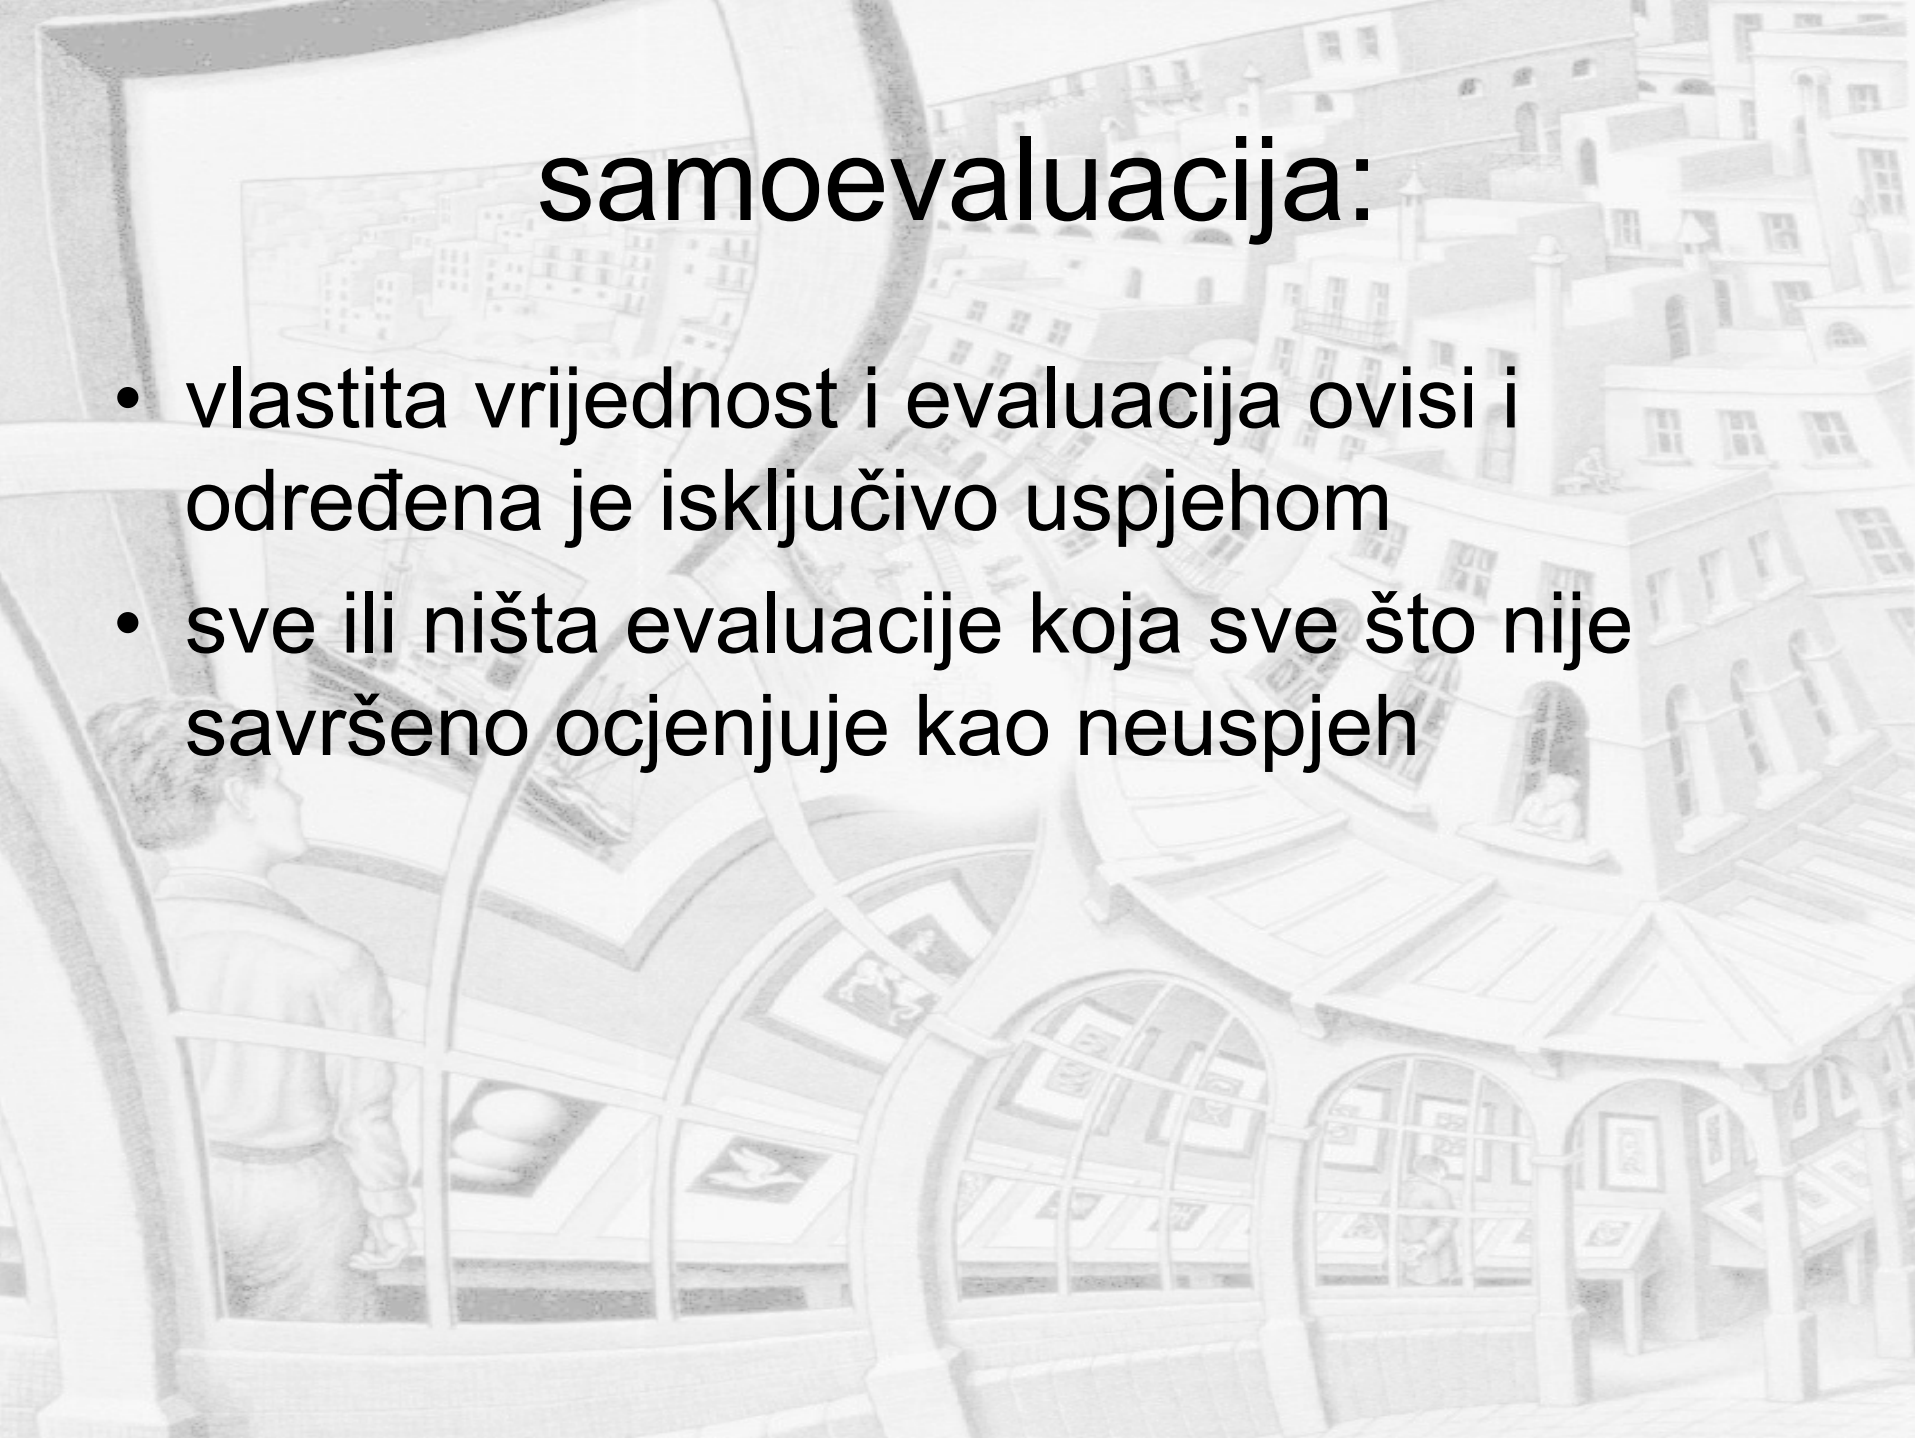 samoevaluacija:
• vlastita vrijednost i evaluacija ovisi i
određena je isključivo uspjehom
• sve ili ništa evaluacije koja sve što nije
savršeno ocjenjuje kao neuspjeh